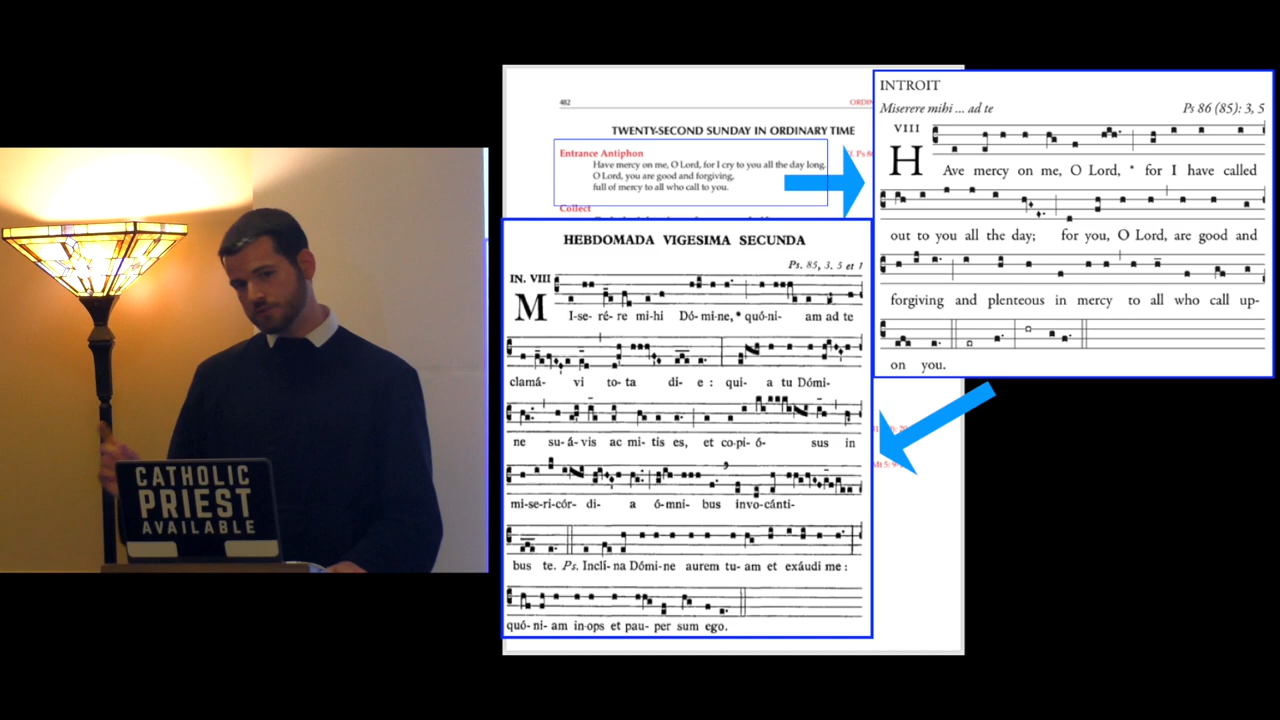 CATHOLIC
PRIEST
AVAILABLE
482
TWENTY-SECOND SUNDAY IN ORDINARY TIME
Entrance Antiphon
Have mercy on me, O Lord, for I cry to you all the day long.
O Lord, you are good and forgiving,
full of mercy to all who call to you.
Collect
INTROIT
Miserere mihi ... ad te Ps 86 (85): 3, 5
VIII
HAve mercy on me, O Lord, * for I have called
out to you all the day; for you, O Lord, are good and
forgiving and plenteous in mercy to all who call up-
on you.
HEBDOMADA VIGESIMA SECUNDA
Ps. 85, 3, 5 et 1
IN. VIII
MI-se-ré-re mi-hi Dó-mi-ne, * quó-ni- am ad te
clamá- vi to-ta di- e : qui- a tu Dómi-
ne su-á-vis ac mi-tis es, et co-pi-ó- sus in
mi-se-ri-cór- di- a ó-mni- bus invo-cánti-
bus te. Ps. Inclí-na Dómi-ne aurem tu-am et exáudi me :
quó-ni-am in-ops et pau-per sum ego.